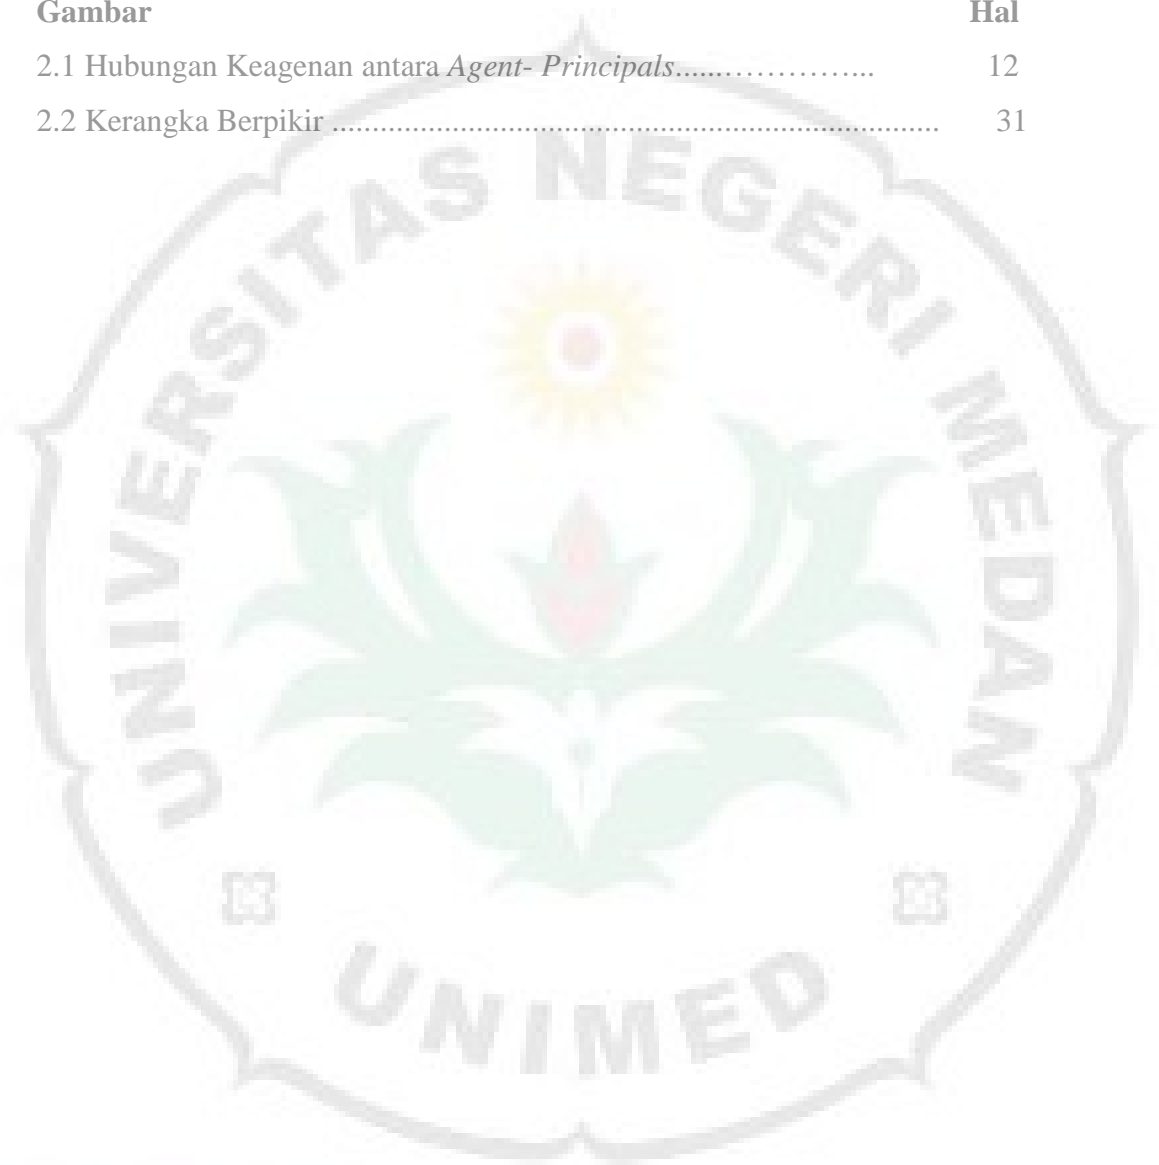 Gambar Hal
2.1 Hubungan Keagenan antara Agent- Principals......…………... 12
2.2 Kerangka Berpikir ................................................................ 31
UNIVERSITAS NEGERI MEDAN
UNIMED